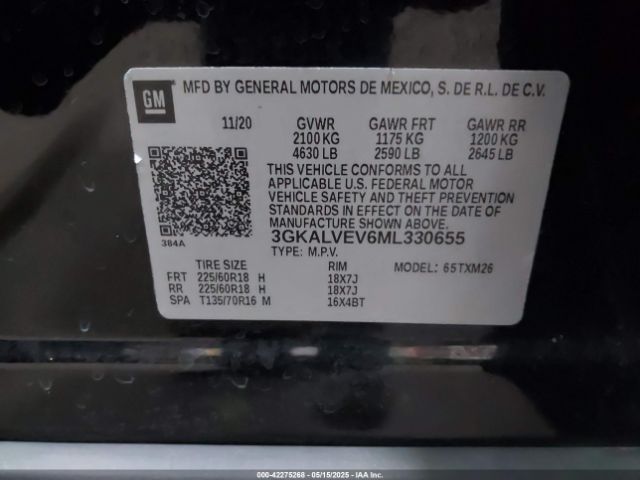 GM
MFD BY GENERAL MOTORS DE MEXICO, S. DE R.L. DE C.V.
11/20 GVWR GAWR FRT GAWR RR
2100 KG 1175 KG 1200 KG
4630 LB 2590 LB 2645 LB
THIS VEHICLE CONFORMS TO ALL
APPLICABLE U.S. FEDERAL MOTOR
VEHICLE SAFETY AND THEFT PREVENTION
STANDARDS IN EFFECT ON THE DATE OF
MANUFACTURE SHOWN ABOVE.
384A
3GKALVEV6ML330655
TYPE: M.P.V.
TIRE SIZE RIM MODEL: 65TXM26
FRT 225/60R18 H 18X7J
RR 225/60R18 H 18X7J
SPA T135/70R16 M 16X4BT
000-42275268 - 05/15/2025 - IAAI.COM